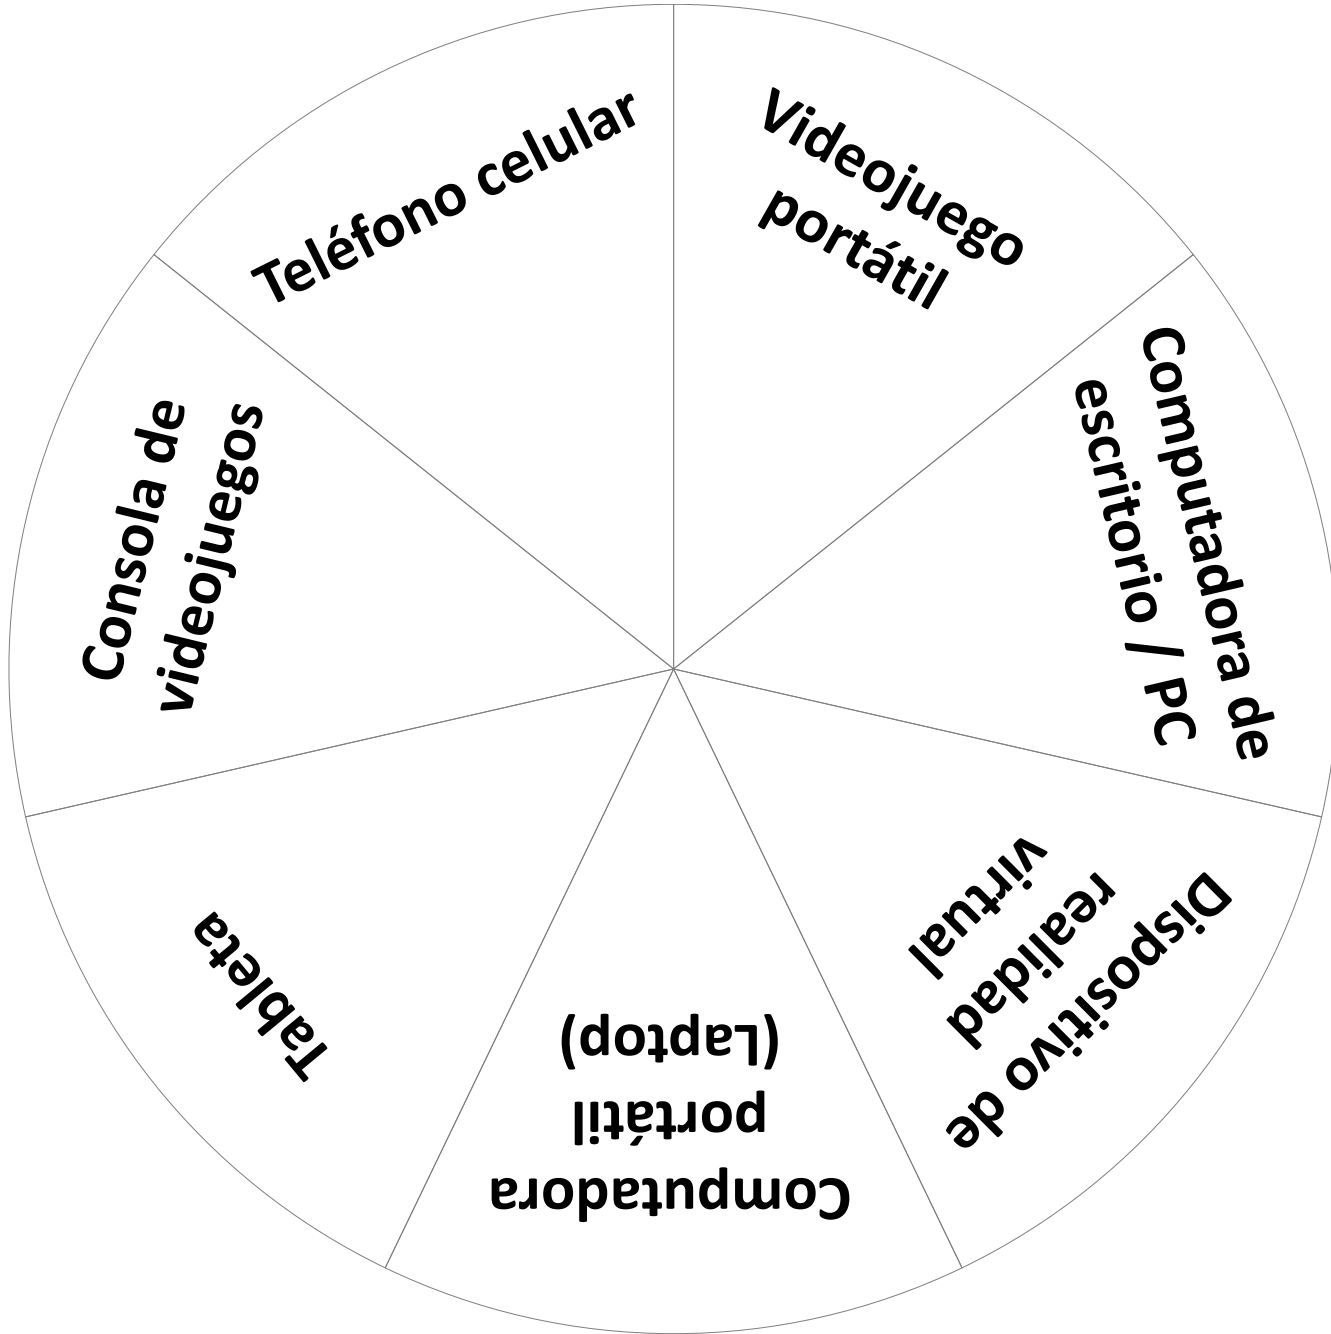 Videojuego
portátil
Computadora de
escritorio / PC
Dispositivo de
realidad
virtual
Computadora
portátil
(Laptop)
Tableta
Consola de
videojuegos
Teléfono celular